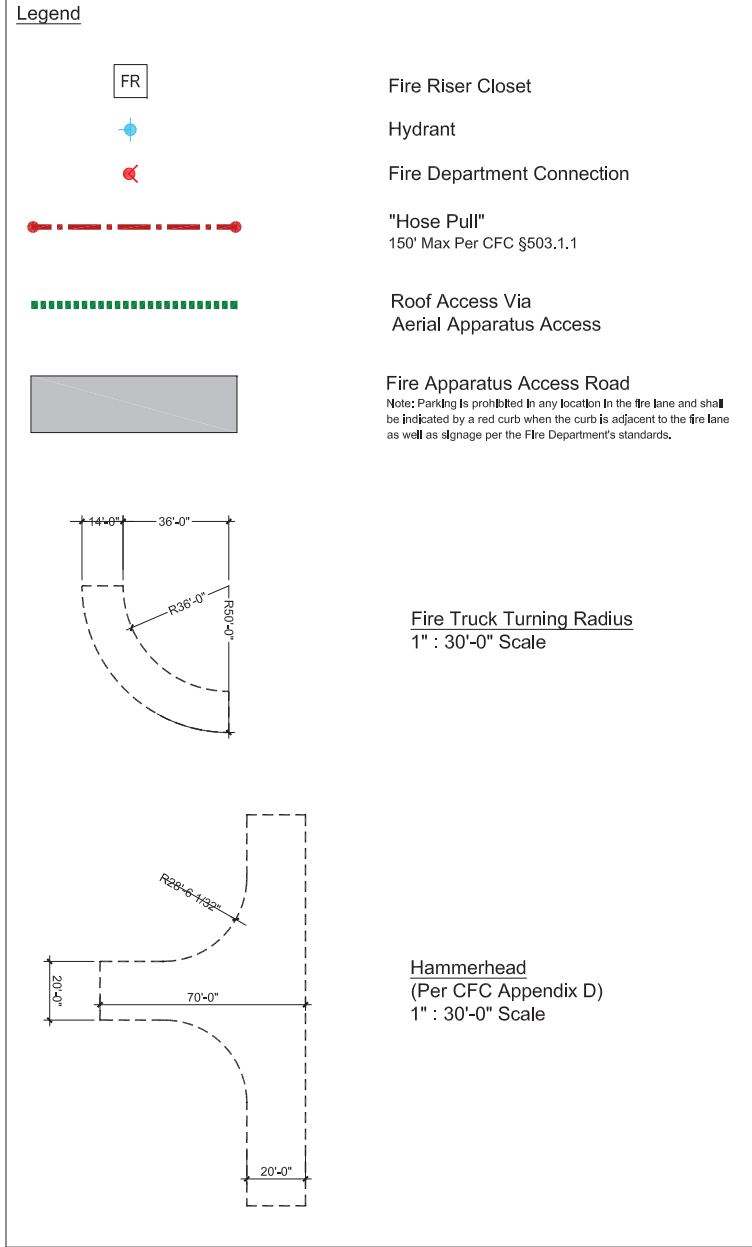 Legend
FR
Fire Riser Closet
Hydrant
Fire Department Connection
"Hose Pull"
150' Max Per CFC §503.1.1
Roof Access Via
Aerial Apparatus Access
Fire Apparatus Access Road
Note: Parking is prohibited in any location in the fire lane and shall
be indicated by a red curb when the curb is adjacent to the fire lane
as well as signage per the Fire Department's standards.
14'-0"
36'-0"
R36'-0"
R50'-0"
Fire Truck Turning Radius
1" : 30'-0" Scale
R28'-6 1/32"
20'-0"
70'-0"
Hammerhead
(Per CFC Appendix D)
1" : 30'-0" Scale
20'-0"